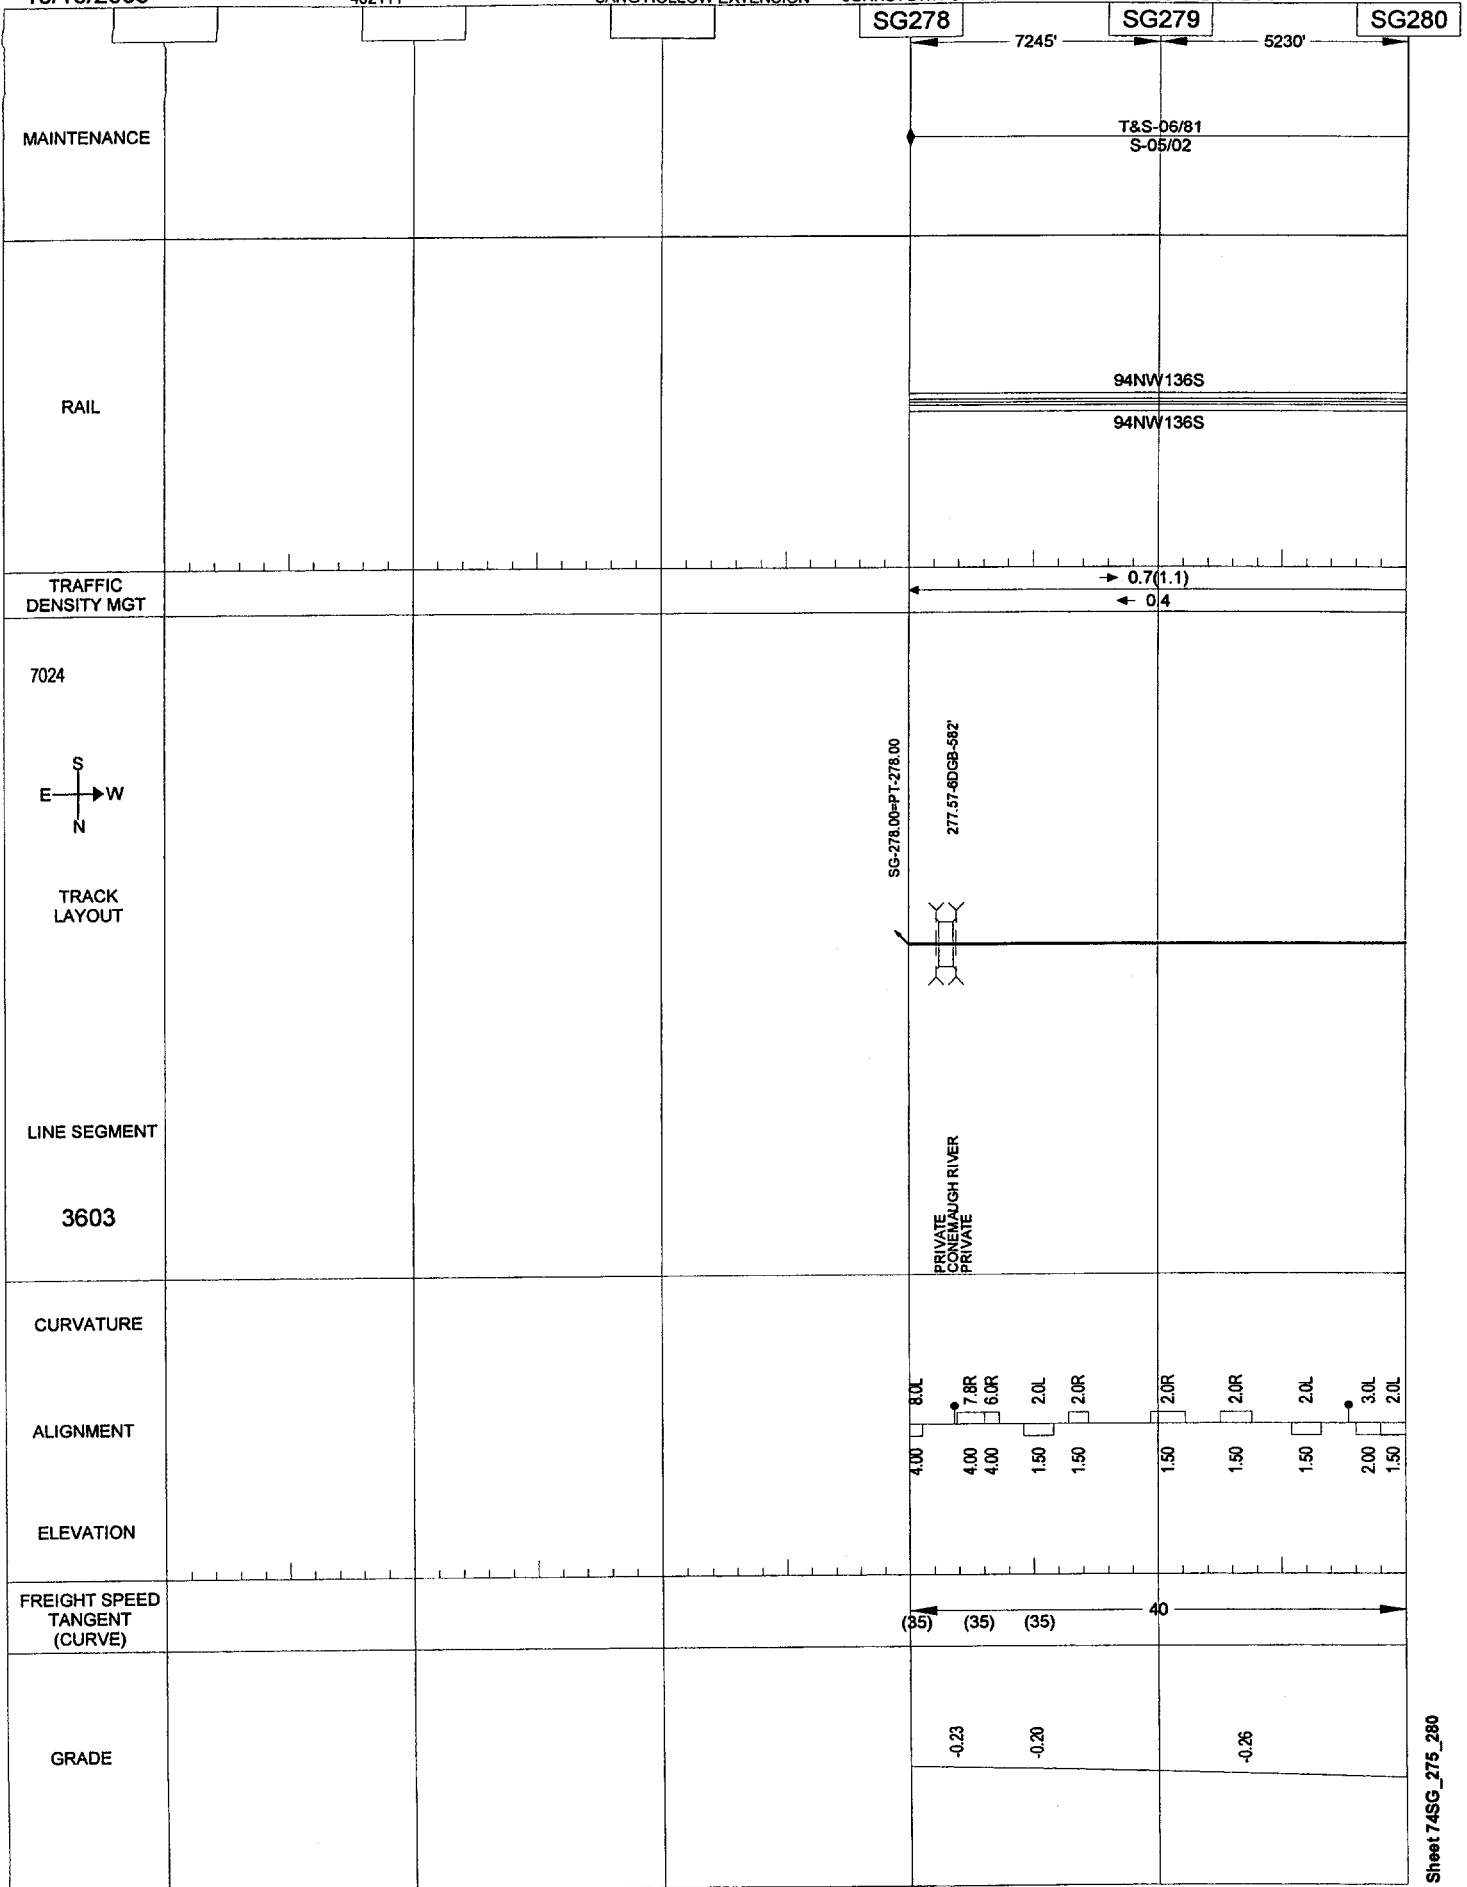 SANG HOLLOW EXTENSION
SG278
SG279
SG280
7245'
5230'
MAINTENANCE
T&S-06/81
S-05/02
RAIL
94NW136S
94NW136S
TRAFFIC
DENSITY MGT
0.7(1.1)
0.4
7024
S
E W
N
SG-278.00=PT-278.00
277.57-6DGB-582'
TRACK
LAYOUT
LINE SEGMENT
3603
PRIVATE
CONEMAUGH RIVER
PRIVATE
CURVATURE
8.0L 7.8R 6.0R 2.0L 2.0R 2.0R 2.0R 2.0L 3.0L 2.0L
ALIGNMENT
4.00 4.00 4.00 1.50 1.50 1.50 1.50 1.50 2.00 1.50
ELEVATION
FREIGHT SPEED
TANGENT
(CURVE)
40
(35) (35) (35)
GRADE
-0.23 -0.20 -0.26
Sheet 74SG_275_280